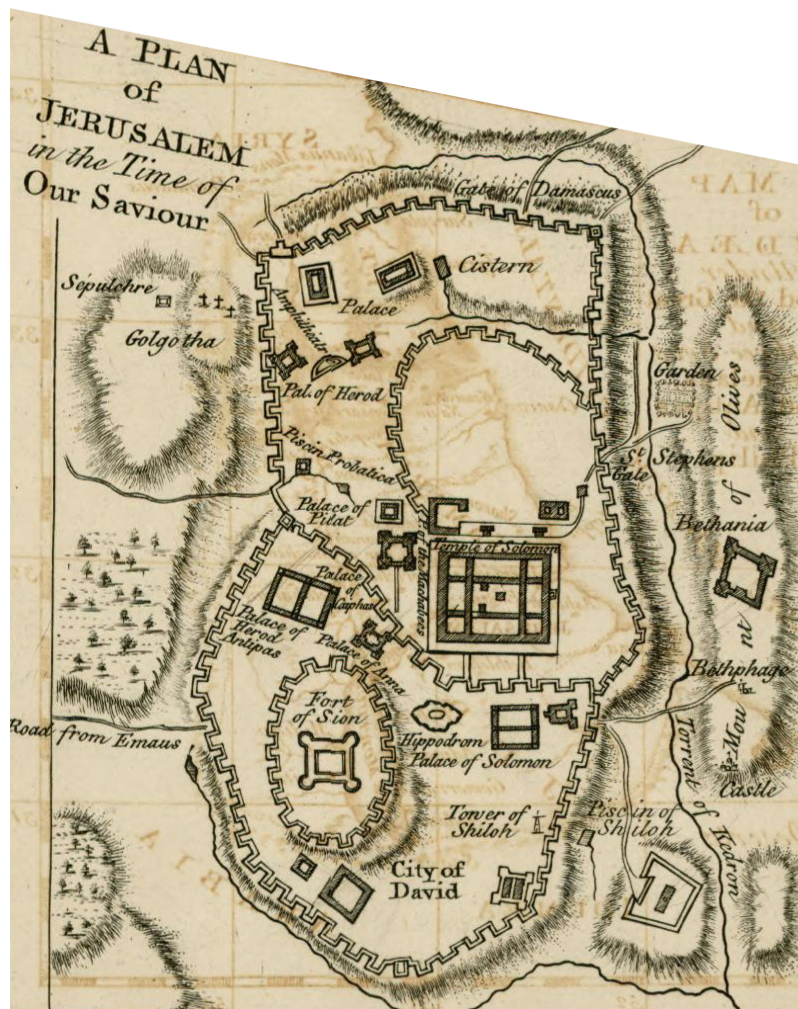 A PLAN
of
JERUSALEM
in the Time of
Our Saviour
Gate of Damascus
Sepulchre
Golgotha
Cistern
Palace
Amphitheatr
Pal. of Herod
Garden
St. Stephens
Gate
Piscin Probatica
Palace of
Pilat
Temple of Solomon
Bethania
Palace
of
Caiphas
Palace of
Herod
Antipas
Palace of Anna
Mount of Olives
Bethphage
Fort
of Sion
Road from Emaus
Hippodrom
Palace of Solomon
Castle
Torrent of Kedron
Tower of
Shiloh
Piscin of
Shiloh
City of
David